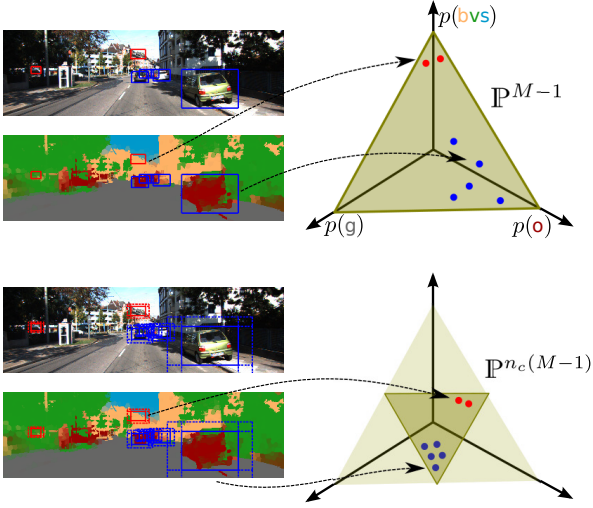 p(bvs)
ℙ^{M−1}
p(g)
p(o)
ℙ^{n_c(M−1)}